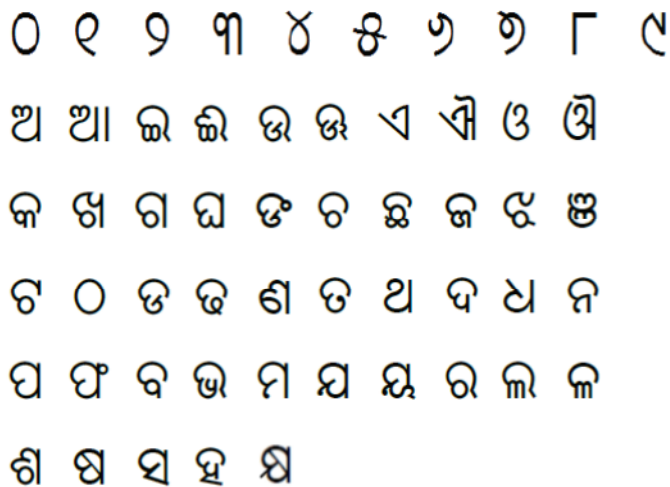 ୦ ୧ ୨ ୩ ୪ ୫ ୬ ୭ ୮ ୯
ଅ ଆ ଇ ଈ ଉ ଊ ଏ ଐ ଓ ଔ
କ ଖ ଗ ଘ ଙ ଚ ଛ ଜ ଝ ଞ
ଟ ଠ ଡ ଢ ଣ ତ ଥ ଦ ଧ ନ
ପ ଫ ବ ଭ ମ ଯ ୟ ର ଲ ଳ
ଶ ଷ ସ ହ କ୍ଷ